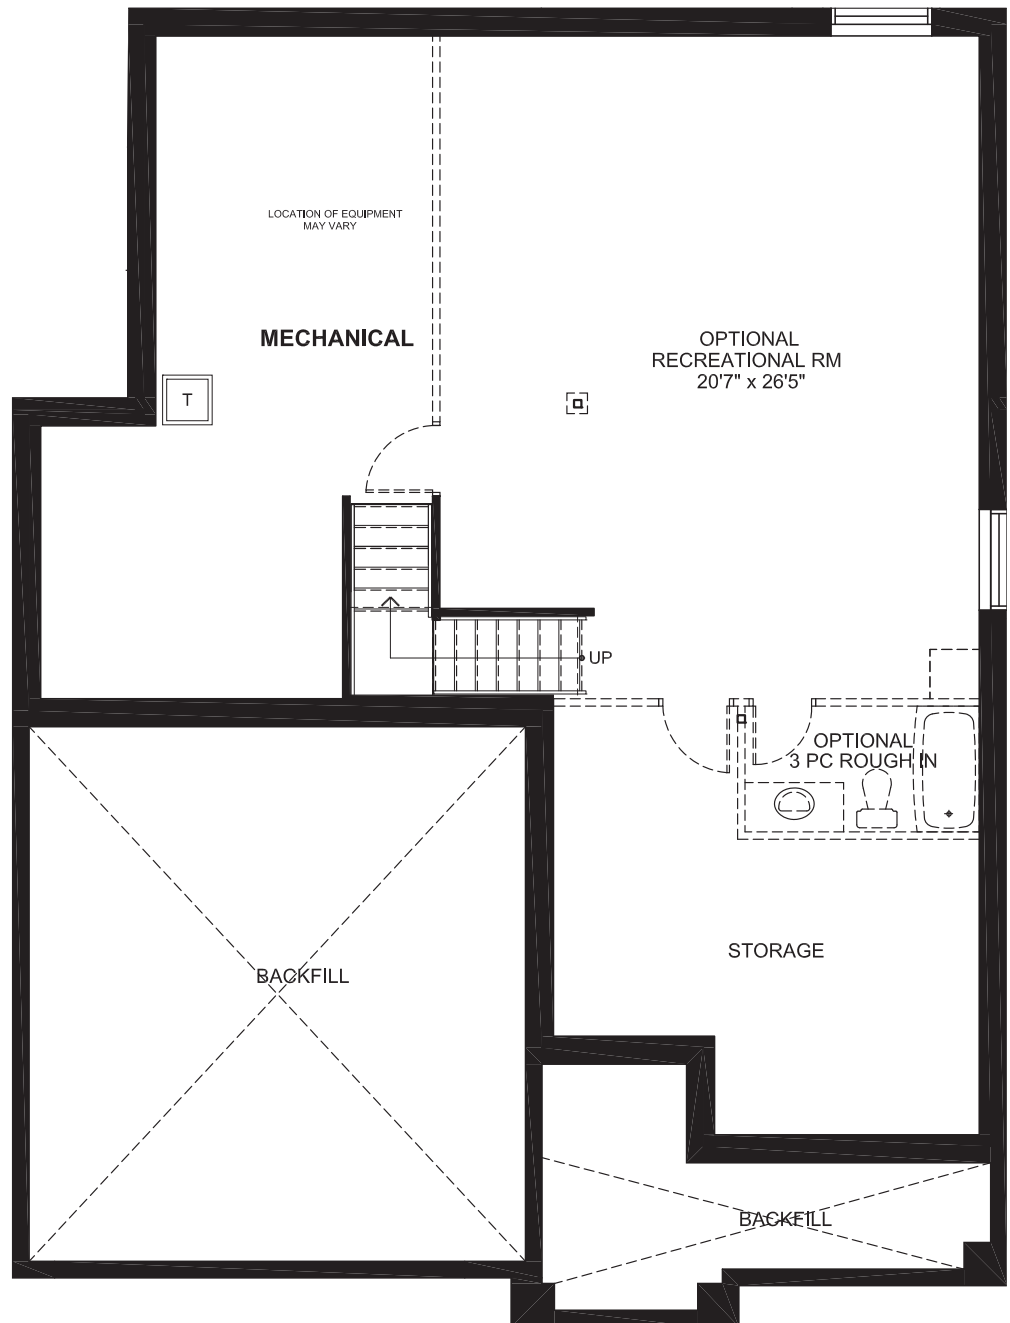 LOCATION OF EQUIPMENT
MAY VARY
MECHANICAL
OPTIONAL
RECREATIONAL RM
20'7" x 26'5"
T
UP
OPTIONAL
3 PC ROUGH IN
STORAGE
BACKFILL
BACKFILL